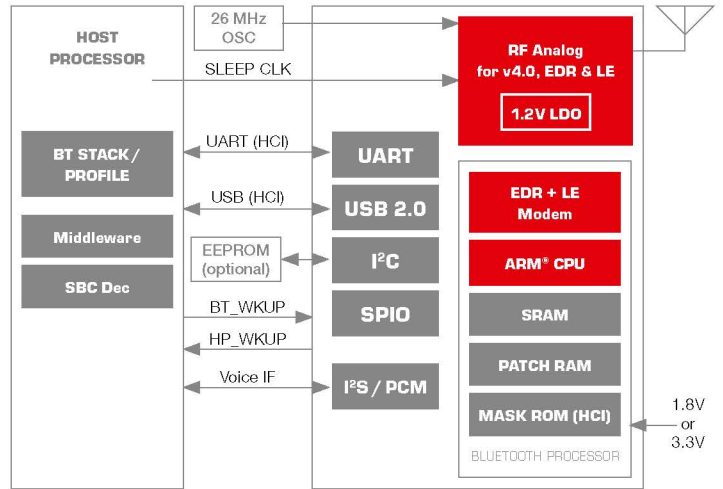 HOST
PROCESSOR
26 MHz
OSC
SLEEP CLK
RF Analog
for v4.0, EDR & LE
1.2V LDO
BT STACK /
PROFILE
UART (HCI)
UART
USB (HCI)
USB 2.0
Middleware
EEPROM
(optional)
I²C
SBC Dec
BT_WKUP
SPIO
HP_WKUP
Voice IF
I²S / PCM
EDR + LE
Modem
ARM® CPU
SRAM
PATCH RAM
MASK ROM (HCI)
BLUETOOTH PROCESSOR
1.8V
or
3.3V